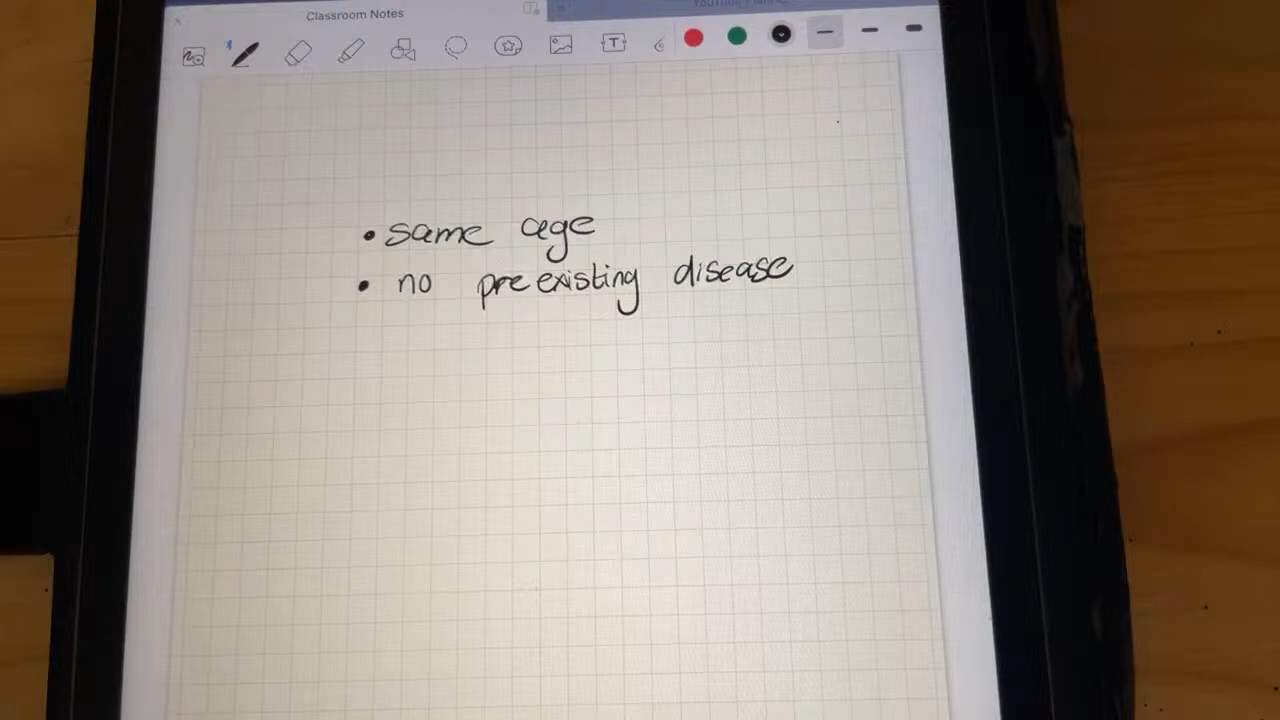 Classroom Notes
T
• same age
• no preexisting disease